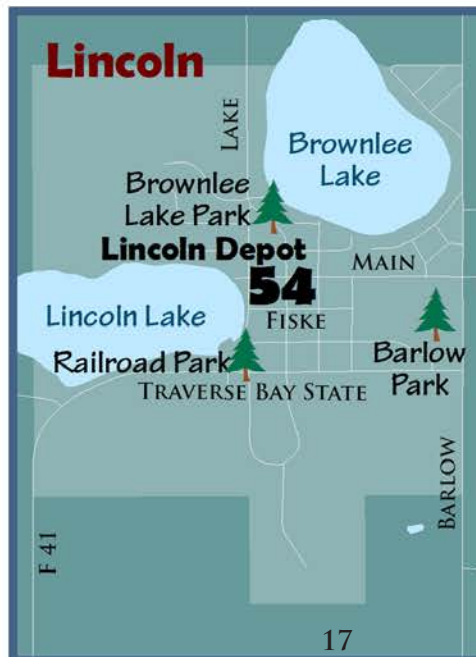 Lincoln
LAKE
Brownlee
Lake
Brownlee
Lake Park
Lincoln Depot
MAIN
54
Lincoln Lake
FISKE
Railroad Park
Barlow
Park
TRAVERSE BAY STATE
BARLOW
F 41
17